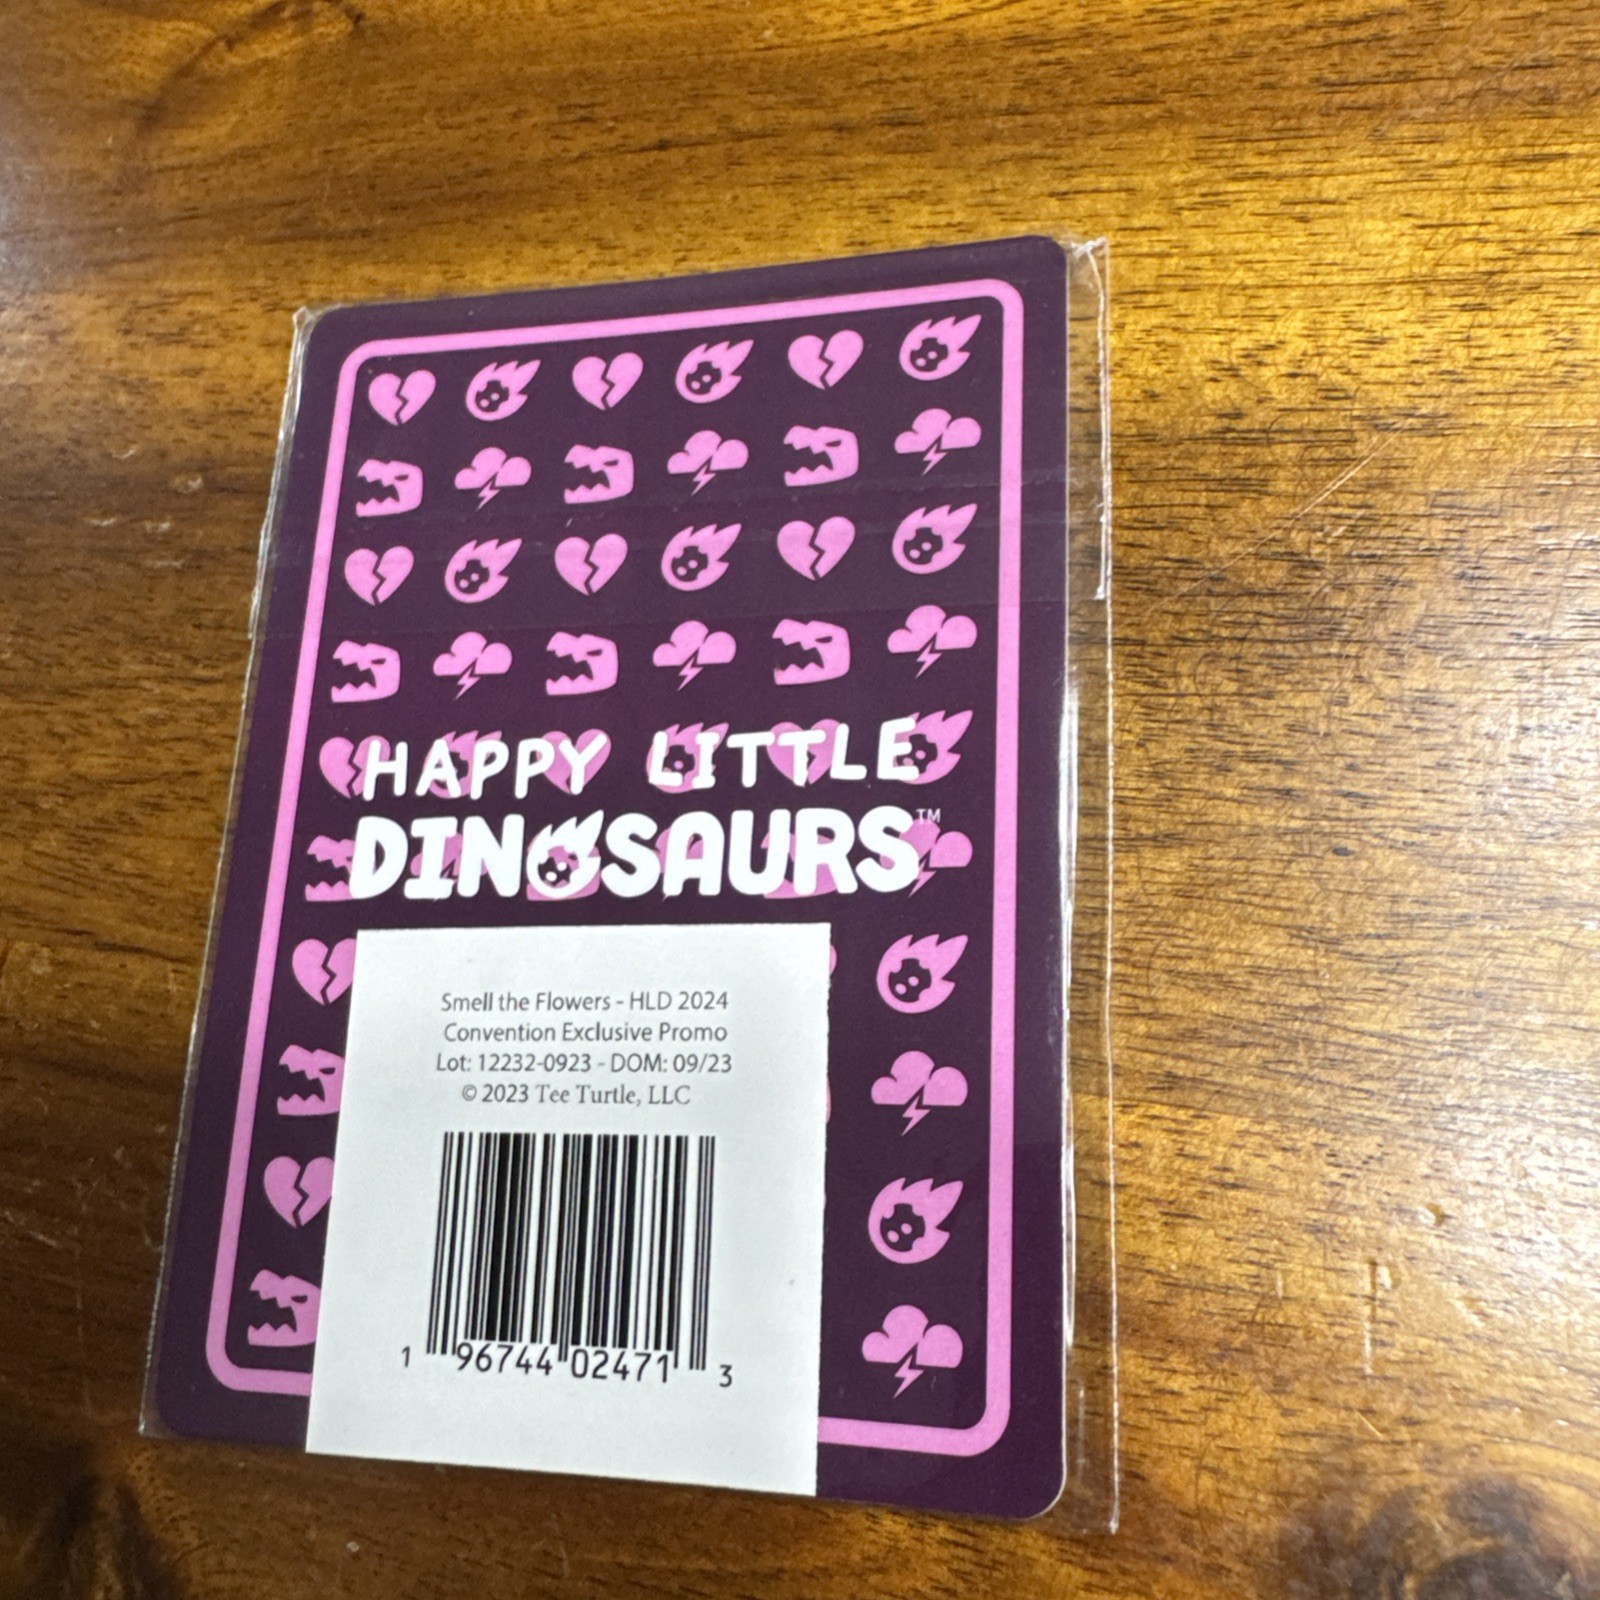 HAPPY LITTLE
DINOSAURS™
Smell the Flowers - HLD 2024
Convention Exclusive Promo
Lot: 12232-0923 - DOM: 09/23
© 2023 Tee Turtle, LLC
1 96744 02471 3